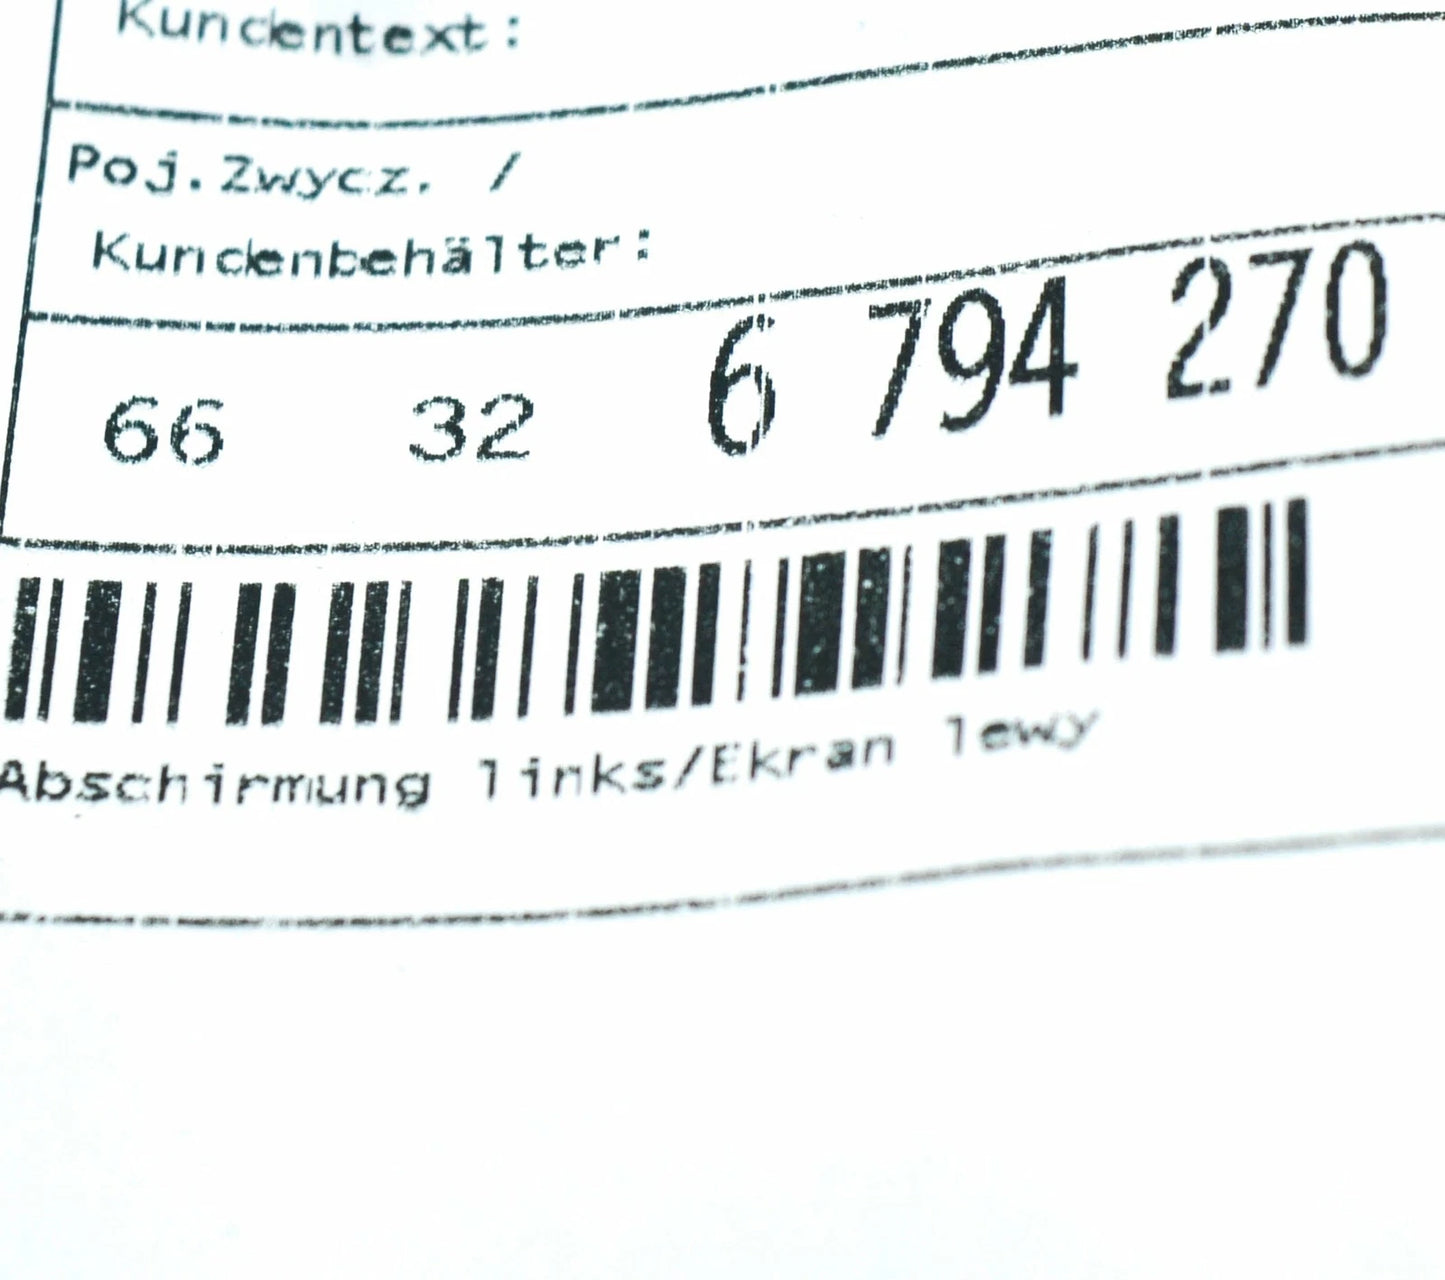 Kundentext:
Poj.Zwycz. /
Kundenbehälter:
66 32 6 794 270
Abschirmung links/Ekran lewy